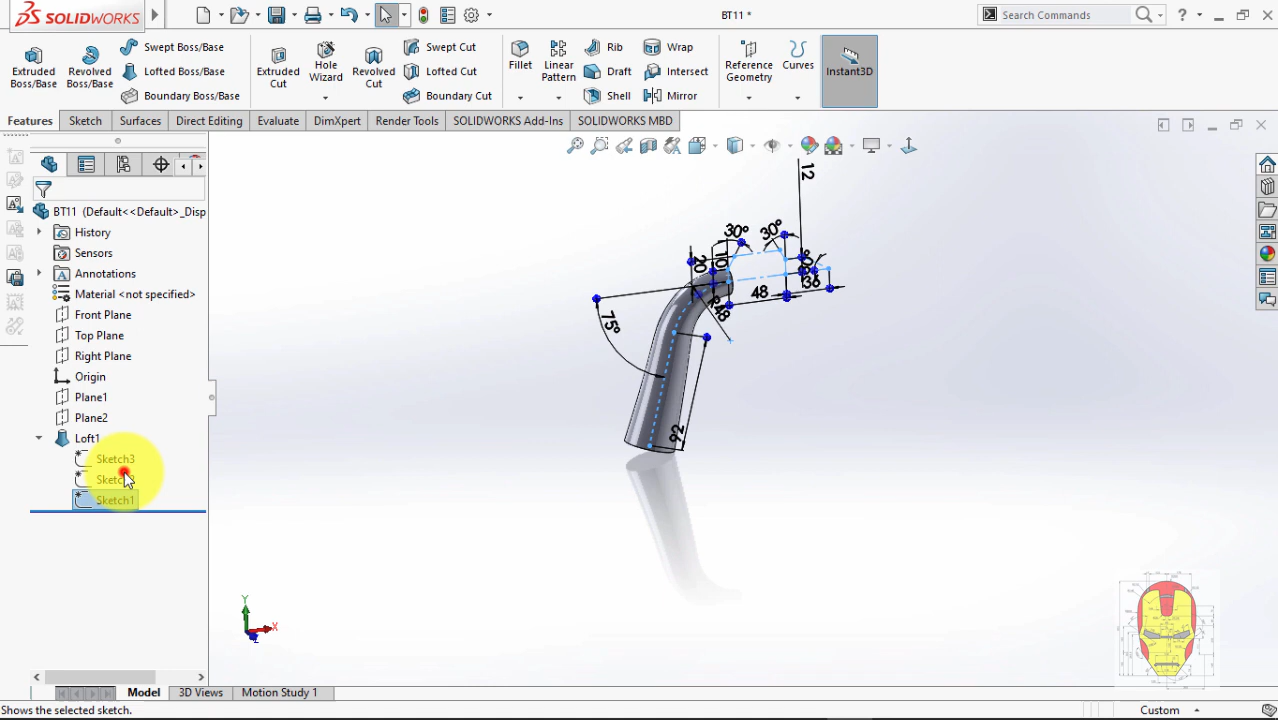 SOLIDWORKS
BT11 *
Search Commands
?
Extruded Boss/Base
Revolved Boss/Base
Swept Boss/Base
Lofted Boss/Base
Boundary Boss/Base
Extruded Cut
Hole Wizard
Revolved Cut
Swept Cut
Lofted Cut
Boundary Cut
Fillet
Linear Pattern
Rib
Draft
Shell
Wrap
Intersect
Mirror
Reference Geometry
Curves
Instant3D
Features
Sketch
Surfaces
Direct Editing
Evaluate
DimXpert
Render Tools
SOLIDWORKS Add-Ins
SOLIDWORKS MBD
BT11 (Default<<Default>_Disp
History
Sensors
Annotations
Material <not specified>
Front Plane
Top Plane
Right Plane
Origin
Plane1
Plane2
Loft1
Sketch3
Sketch1
12
30°
30°
20
10
48
36
75°
92
Y
X
Model
3D Views
Motion Study 1
Shows the selected sketch.
Custom